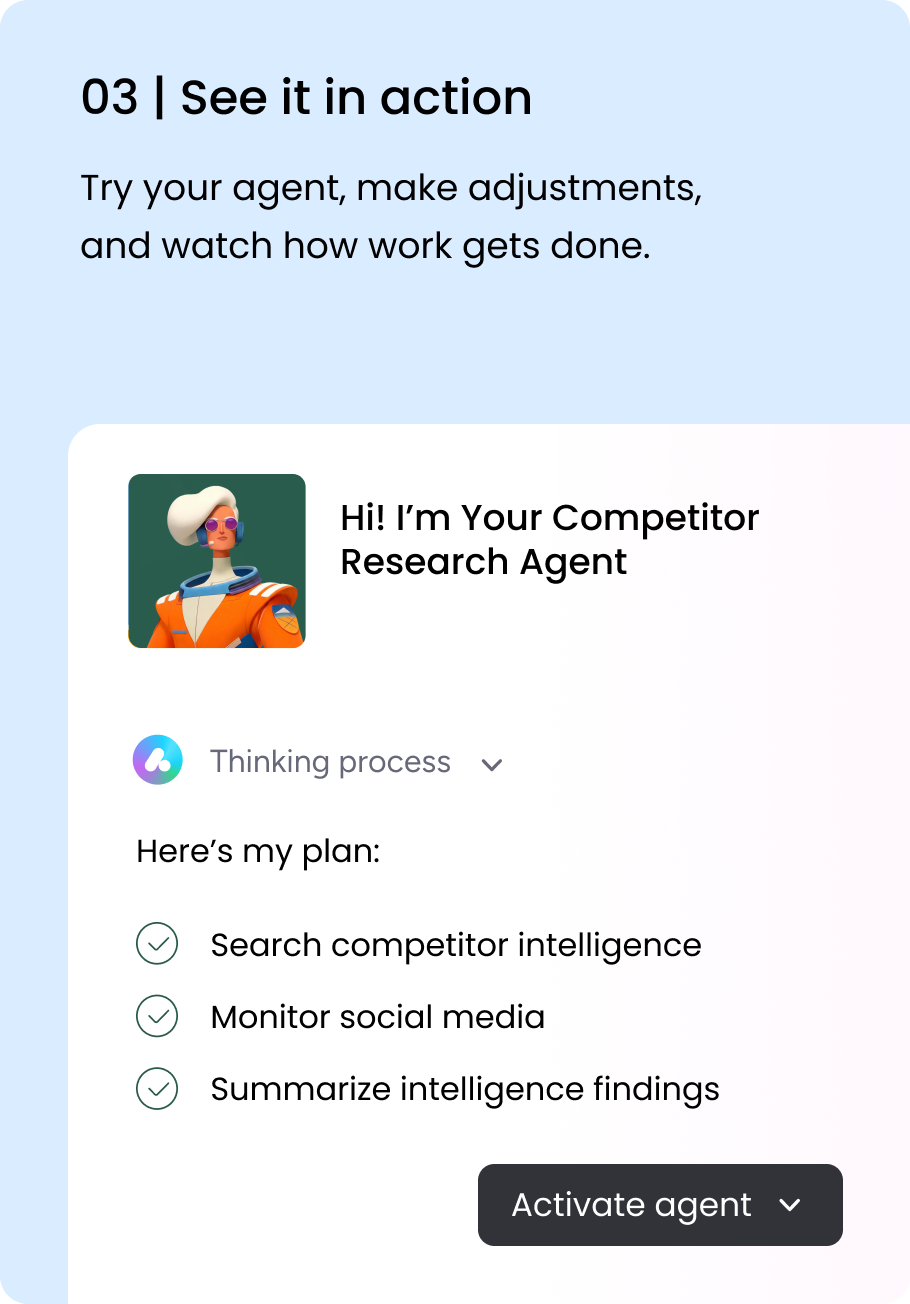 03 | See it in action
Try your agent, make adjustments,
and watch how work gets done.
Hi! I’m Your Competitor
Research Agent
Thinking process
Here’s my plan:
Search competitor intelligence
Monitor social media
Summarize intelligence findings
Activate agent